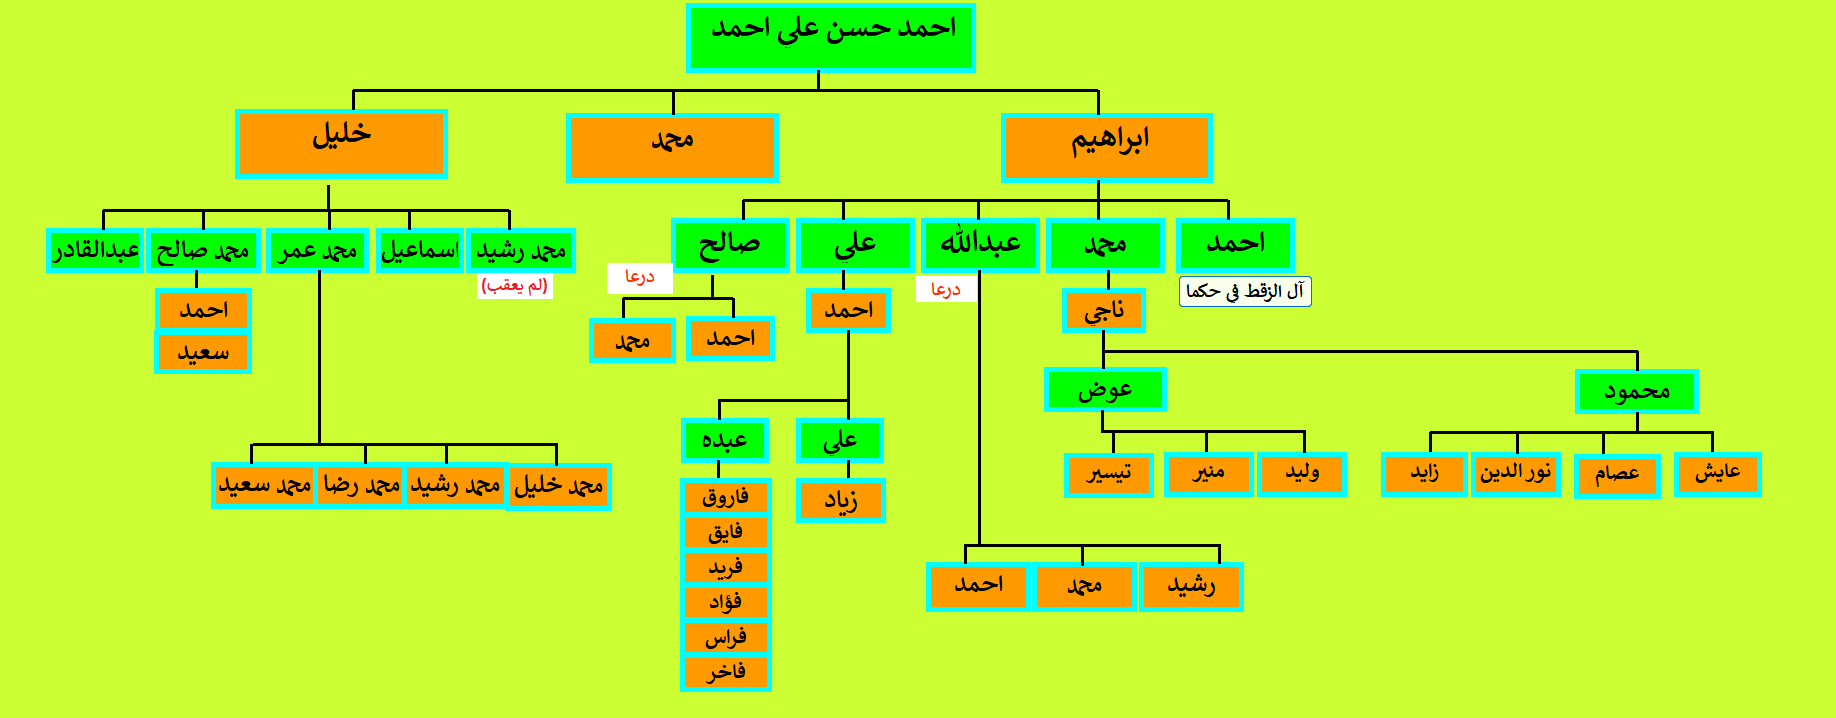 احمد حسن علي احمد
ابراهيم
محمد
خليل
احمد
محمد
عبدالله
علي
صالح
محمد رشيد
اسماعيل
محمد عمر
محمد صالح
عبدالقادر
آل الزقط في حكما
درعا
درعا
(لم يعقب)
ناجي
احمد
احمد
محمد
احمد
سعيد
محمود
عوض
علي
عبده
عايش
عصام
نور الدين
زايد
وليد
منير
تيسير
زياد
فاروق
فايق
فريد
فؤاد
فراس
فاخر
محمد خليل
محمد رشيد
محمد رضا
محمد سعيد
رشيد
محمد
احمد